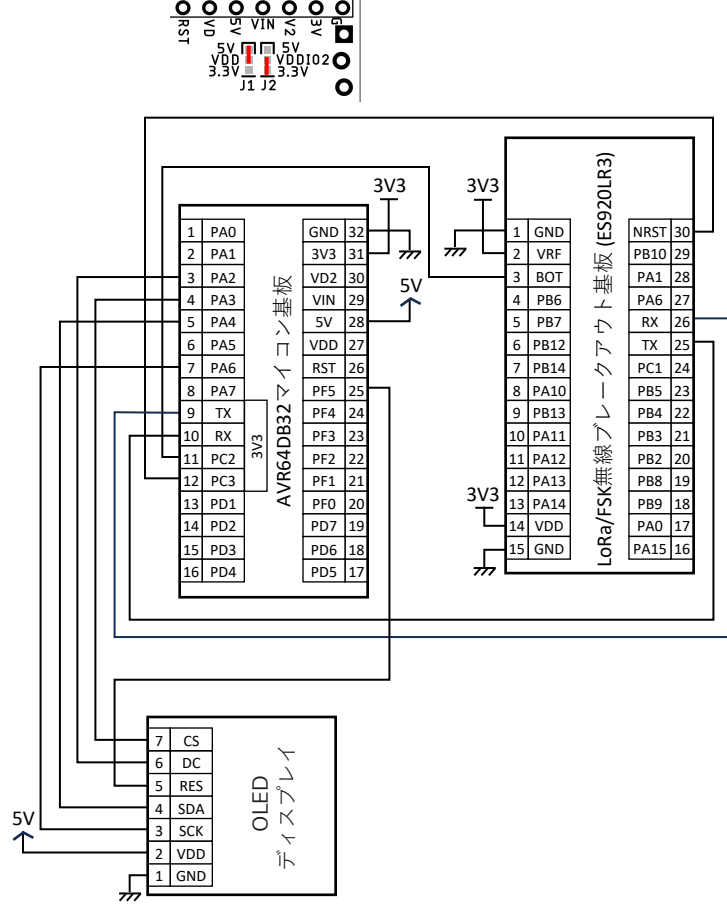 RST VD 5V VIN V2 3V G
5V 5V
VDD VDDIO2
3.3V 3.3V
J1 J2
3V3
3V3
5V
AVR64DB32マイコン基板
1 PA0 GND 32
2 PA1 3V3 31
3 PA2 VD2 30
4 PA3 VIN 29
5 PA4 5V 28
6 PA5 VDD 27
7 PA6 RST 26
8 PA7 PF5 25
9 TX PF4 24
10 RX PF3 23
11 PC2 PF2 22
12 PC3 PF1 21
3V3
13 PD1 PF0 20
14 PD2 PD7 19
15 PD3 PD6 18
16 PD4 PD5 17
LoRa/FSK無線ブレークアウト基板 (ES920LR3)
1 GND NRST 30
2 VRF PB10 29
3 BOT PA1 28
4 PB6 PA6 27
5 PB7 RX 26
6 PB12 TX 25
7 PB14 PC1 24
8 PA10 PB5 23
9 PB13 PB4 22
10 PA11 PB3 21
11 PA12 PB2 20
12 PA13 PB8 19
13 PA14 PB9 18
14 VDD PA0 17
15 GND PA15 16
3V3
7 CS
6 DC
5 RES
4 SDA
3 SCK
2 VDD
1 GND
OLED
ディスプレイ
5V